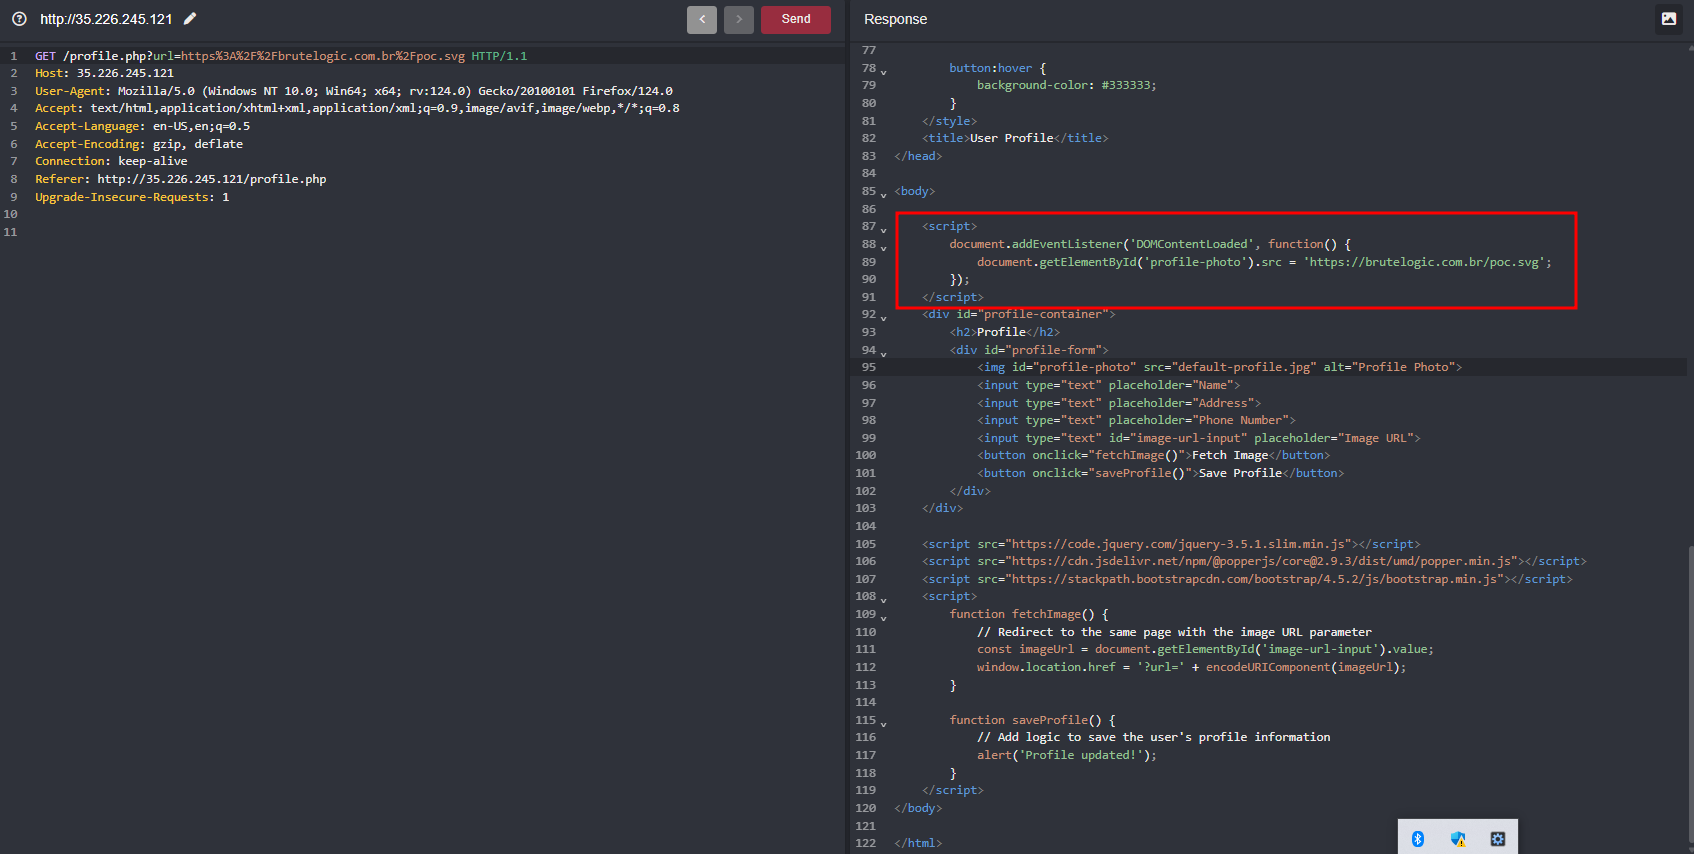 http://35.226.245.121
Send
1 GET /profile.php?url=https%3A%2F%2Fbrutelogic.com.br%2Fpoc.svg HTTP/1.1
2 Host: 35.226.245.121
3 User-Agent: Mozilla/5.0 (Windows NT 10.0; Win64; x64; rv:124.0) Gecko/20100101 Firefox/124.0
4 Accept: text/html,application/xhtml+xml,application/xml;q=0.9,image/avif,image/webp,*/*;q=0.8
5 Accept-Language: en-US,en;q=0.5
6 Accept-Encoding: gzip, deflate
7 Connection: keep-alive
8 Referer: http://35.226.245.121/profile.php
9 Upgrade-Insecure-Requests: 1
10
11
Response
77
78 button:hover {
79 background-color: #333333;
80 }
81 </style>
82 <title>User Profile</title>
83 </head>
84
85 <body>
86
87 <script>
88 document.addEventListener('DOMContentLoaded', function() {
89 document.getElementById('profile-photo').src = 'https://brutelogic.com.br/poc.svg';
90 });
91 </script>
92 <div id="profile-container">
93 <h2>Profile</h2>
94 <div id="profile-form">
95 <img id="profile-photo" src="default-profile.jpg" alt="Profile Photo">
96 <input type="text" placeholder="Name">
97 <input type="text" placeholder="Address">
98 <input type="text" placeholder="Phone Number">
99 <input type="text" id="image-url-input" placeholder="Image URL">
100 <button onclick="fetchImage()">Fetch Image</button>
101 <button onclick="saveProfile()">Save Profile</button>
102 </div>
103 </div>
104
105 <script src="https://code.jquery.com/jquery-3.5.1.slim.min.js"></script>
106 <script src="https://cdn.jsdelivr.net/npm/@popperjs/core@2.9.3/dist/umd/popper.min.js"></script>
107 <script src="https://stackpath.bootstrapcdn.com/bootstrap/4.5.2/js/bootstrap.min.js"></script>
108 <script>
109 function fetchImage() {
110 // Redirect to the same page with the image URL parameter
111 const imageUrl = document.getElementById('image-url-input').value;
112 window.location.href = '?url=' + encodeURIComponent(imageUrl);
113 }
114
115 function saveProfile() {
116 // Add logic to save the user's profile information
117 alert('Profile updated!');
118 }
119 </script>
120 </body>
121
122 </html>